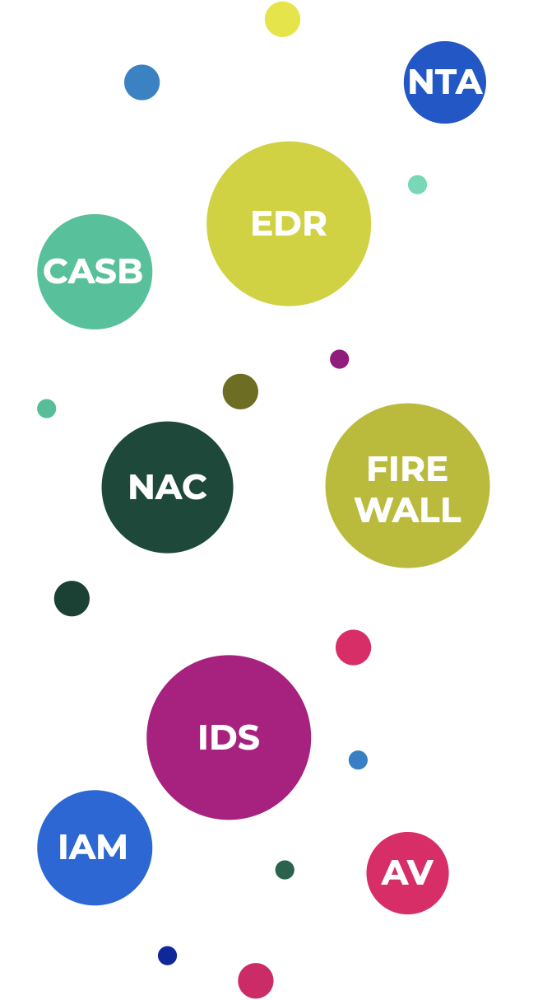 NTA
EDR
CASB
NAC
FIRE
WALL
IDS
IAM
AV